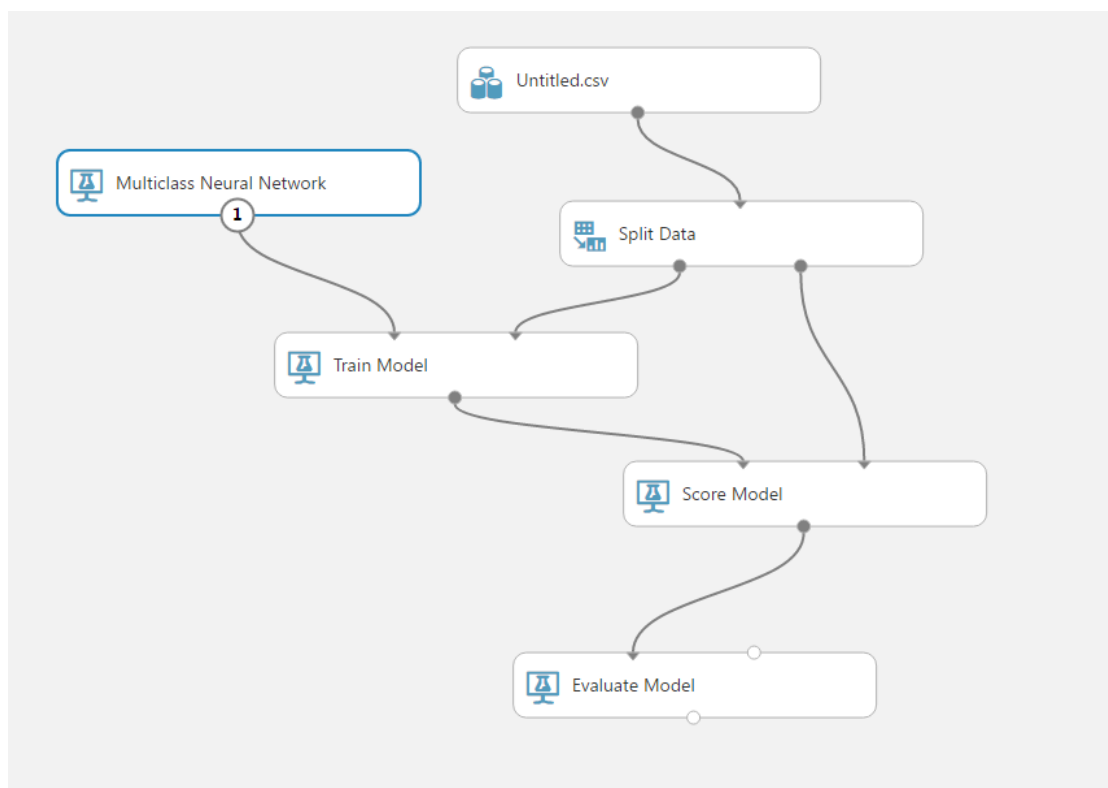 Untitled.csv
Multiclass Neural Network
1
Split Data
Train Model
Score Model
Evaluate Model